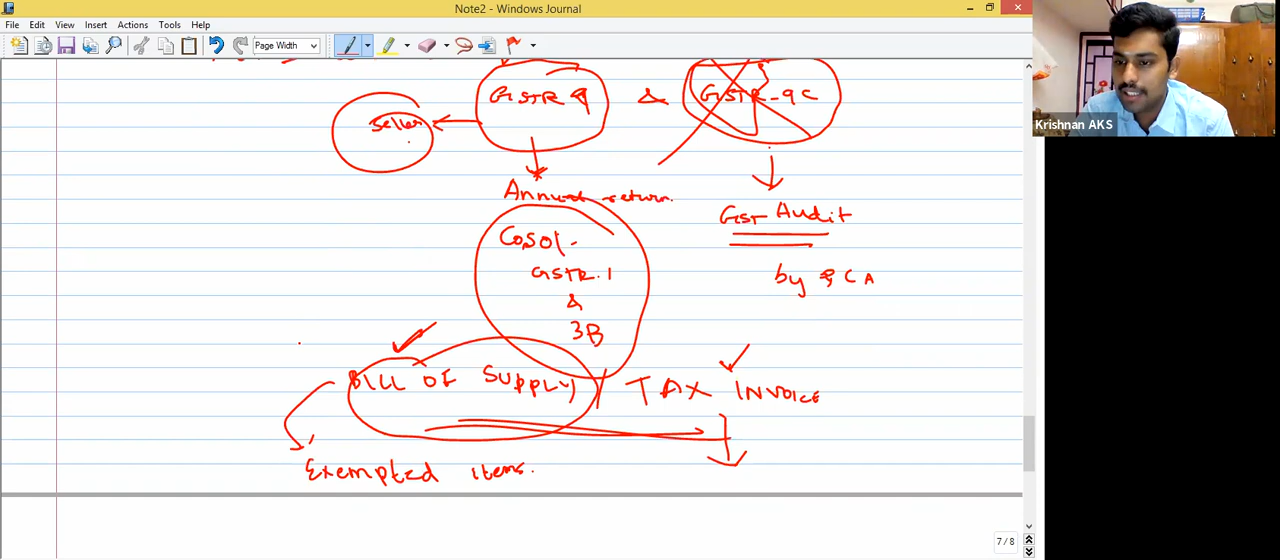 Note2 - Windows Journal
File Edit View Insert Actions Tools Help
Page Width
GSTR 9 & GSTR-9C
Seller
Krishnan AKS
Annual return.
GST Audit
Cosol-
GSTR.1
&
3B
by CA
BILL OF SUPPLY / TAX INVOICE
Exempted items.
7/8